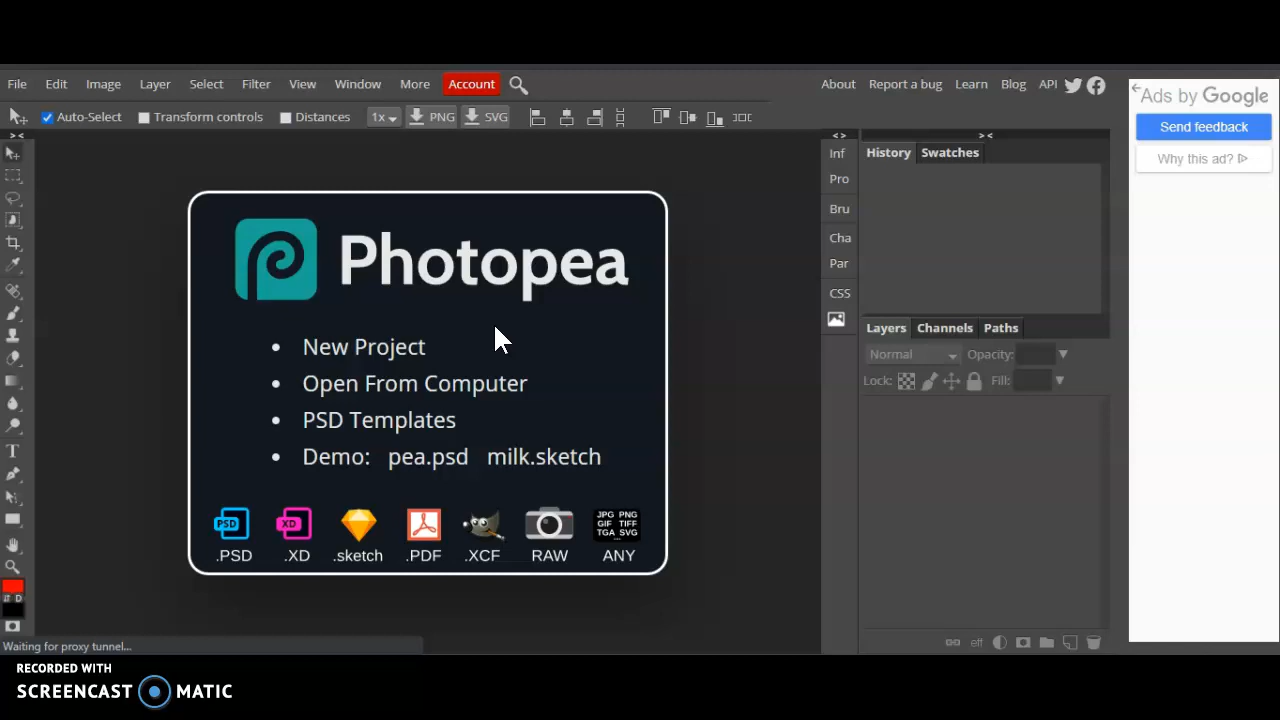 File Edit Image Layer Select Filter View Window More Account
About Report a bug Learn Blog API
Auto-Select Transform controls Distances 1x PNG SVG
Ads by Google
Send feedback
Why this ad?
> <
<>
> <
Inf
Pro
Bru
Cha
Par
CSS
History Swatches
Photopea
New Project
Open From Computer
PSD Templates
Demo: pea.psd milk.sketch
PSD XD JPG PNG
GIF TIFF
TGA SVG
...
.PSD .XD .sketch .PDF .XCF RAW ANY
Layers Channels Paths
Normal Opacity:
Lock: Fill:
T
D
eff
Waiting for proxy tunnel...
RECORDED WITH
SCREENCAST MATIC